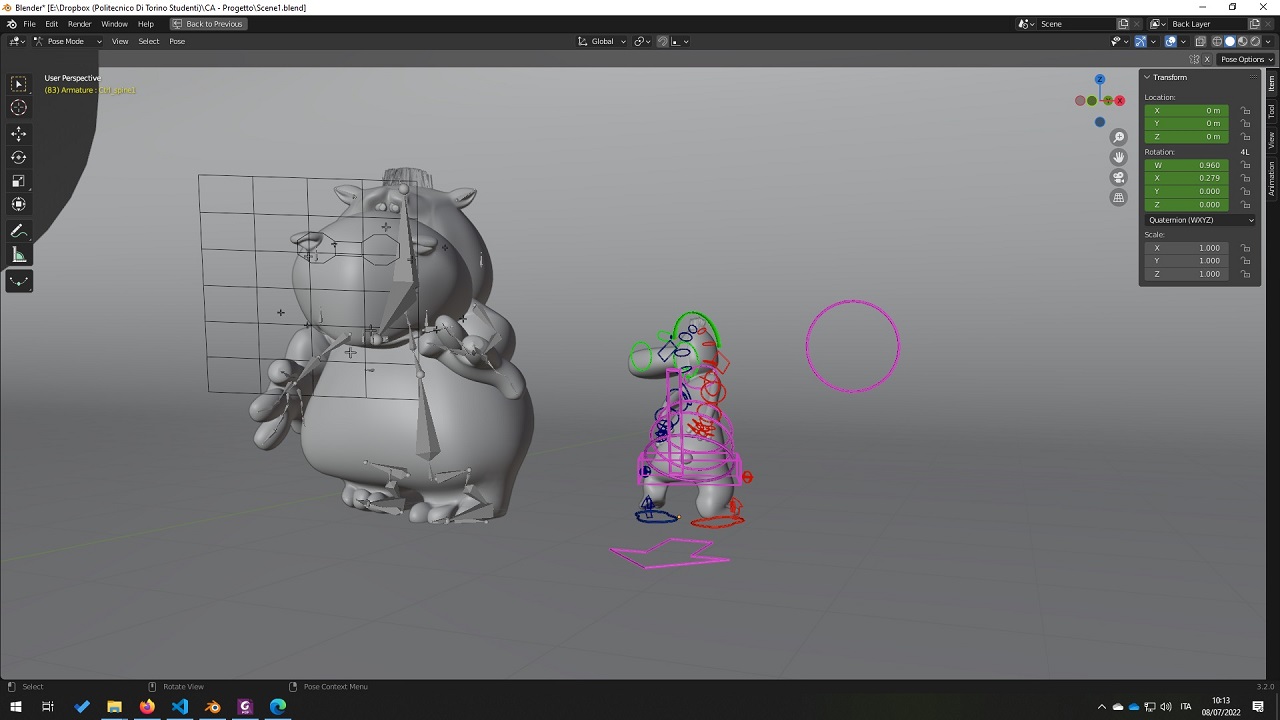 Blender* [E:\Dropbox (Politecnico Di Torino Studenti)\CA - Progetto\Scene1.blend]
File Edit Render Window Help Back to Previous Scene Back Layer
Pose Mode View Select Pose Global
X Pose Options
User Perspective
(83) Armature : Ctrl_spine1
Z
Y X
Transform
Location:
X 0 m
Y 0 m
Z 0 m
Rotation: 4L
W 0.960
X 0.279
Y 0.000
Z 0.000
Quaternion (WXYZ)
Scale:
X 1.000
Y 1.000
Z 1.000
Item
Tool
View
Animation
Select Rotate View Pose Context Menu 3.2.0
ITA
10:13
08/07/2022